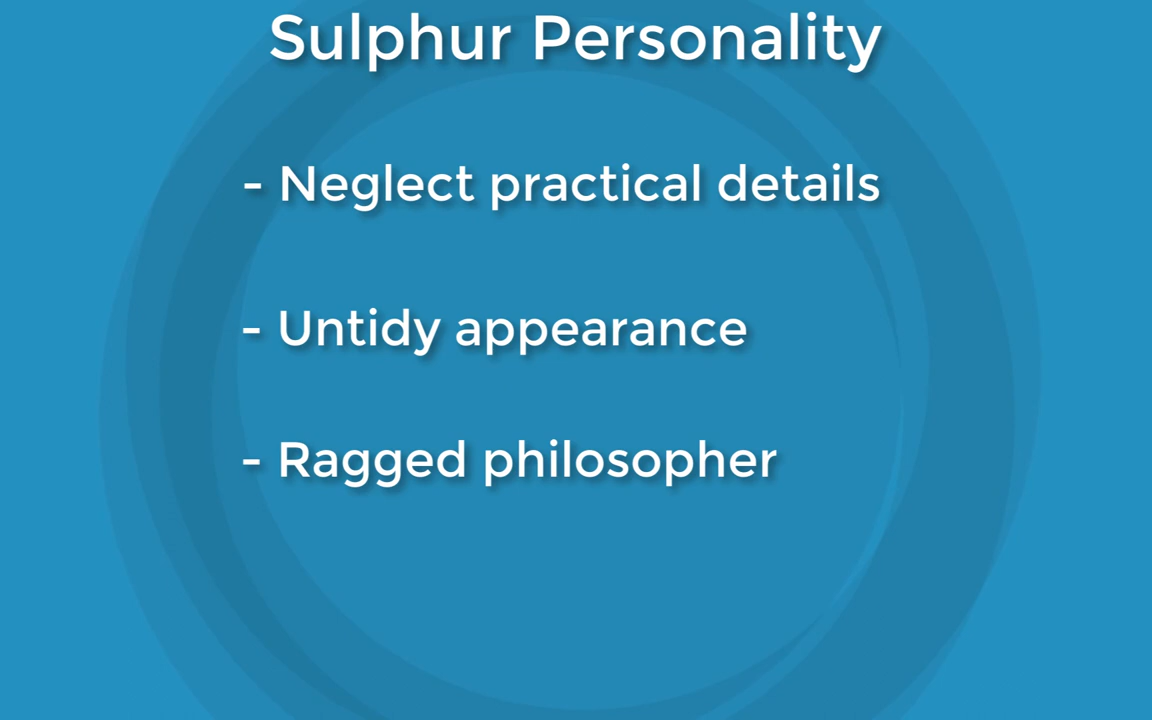 Sulphur Personality
- Neglect practical details
- Untidy appearance
- Ragged philosopher